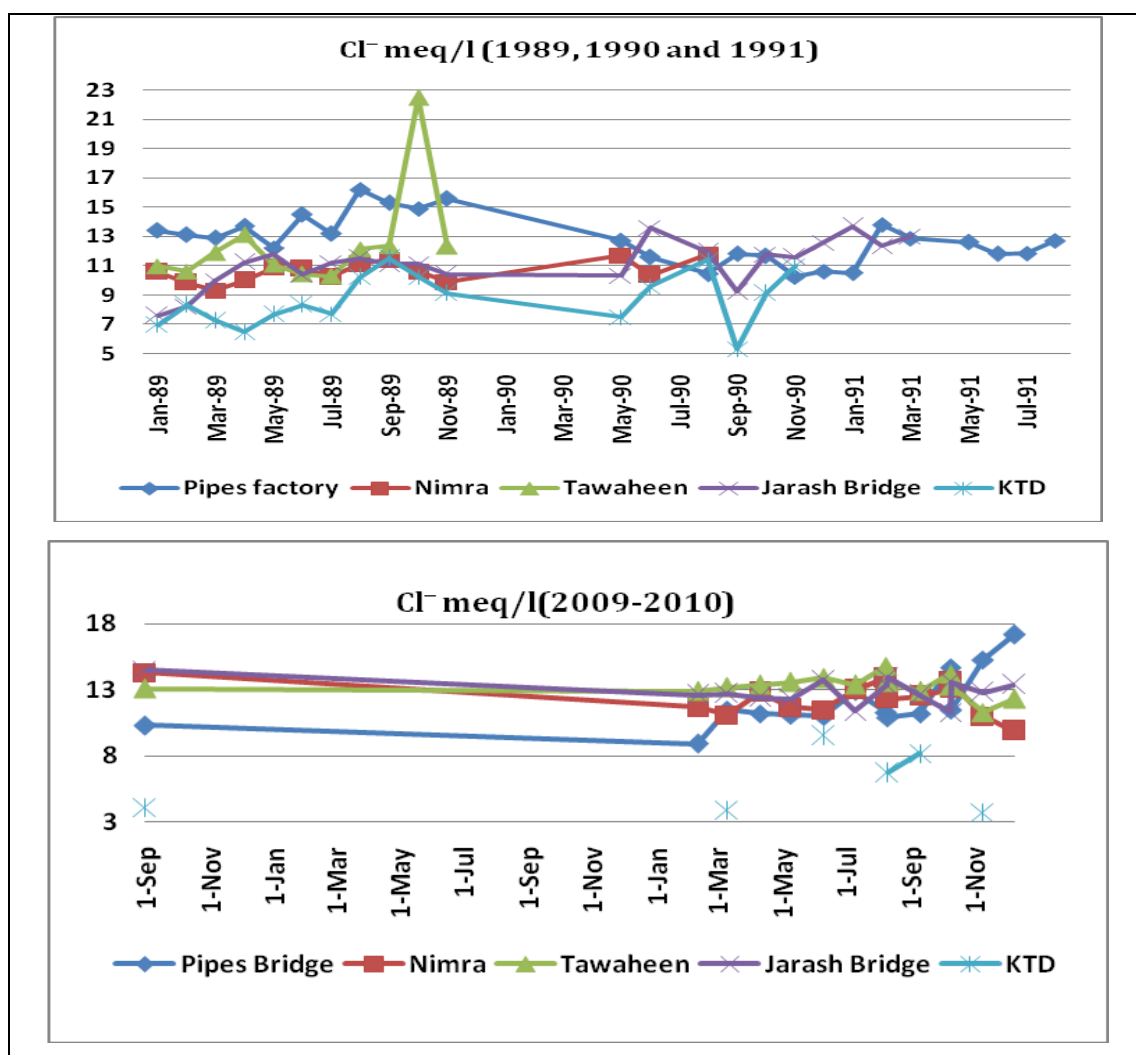 Cl⁻ meq/l (1989, 1990 and 1991)
23
21
19
17
15
13
11
9
7
5
Jan-89 Mar-89 May-89 Jul-89 Sep-89 Nov-89 Jan-90 Mar-90 May-90 Jul-90 Sep-90 Nov-90 Jan-91 Mar-91 May-91 Jul-91
Pipes factory Nimra Tawaheen Jarash Bridge KTD
Cl⁻ meq/l(2009-2010)
18
13
8
3
1-Sep 1-Nov 1-Jan 1-Mar 1-May 1-Jul 1-Sep 1-Nov 1-Jan 1-Mar 1-May 1-Jul 1-Sep 1-Nov
Pipes Bridge Nimra Tawaheen Jarash Bridge KTD